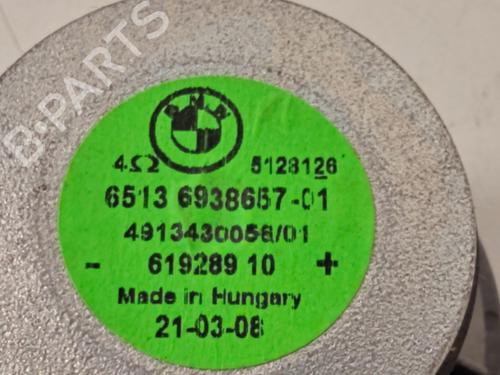 B-PARTS
BMW
4Ω 5128126
6513 6938657-01
4913430056/01
- 619289 10 +
Made in Hungary
21-03-08